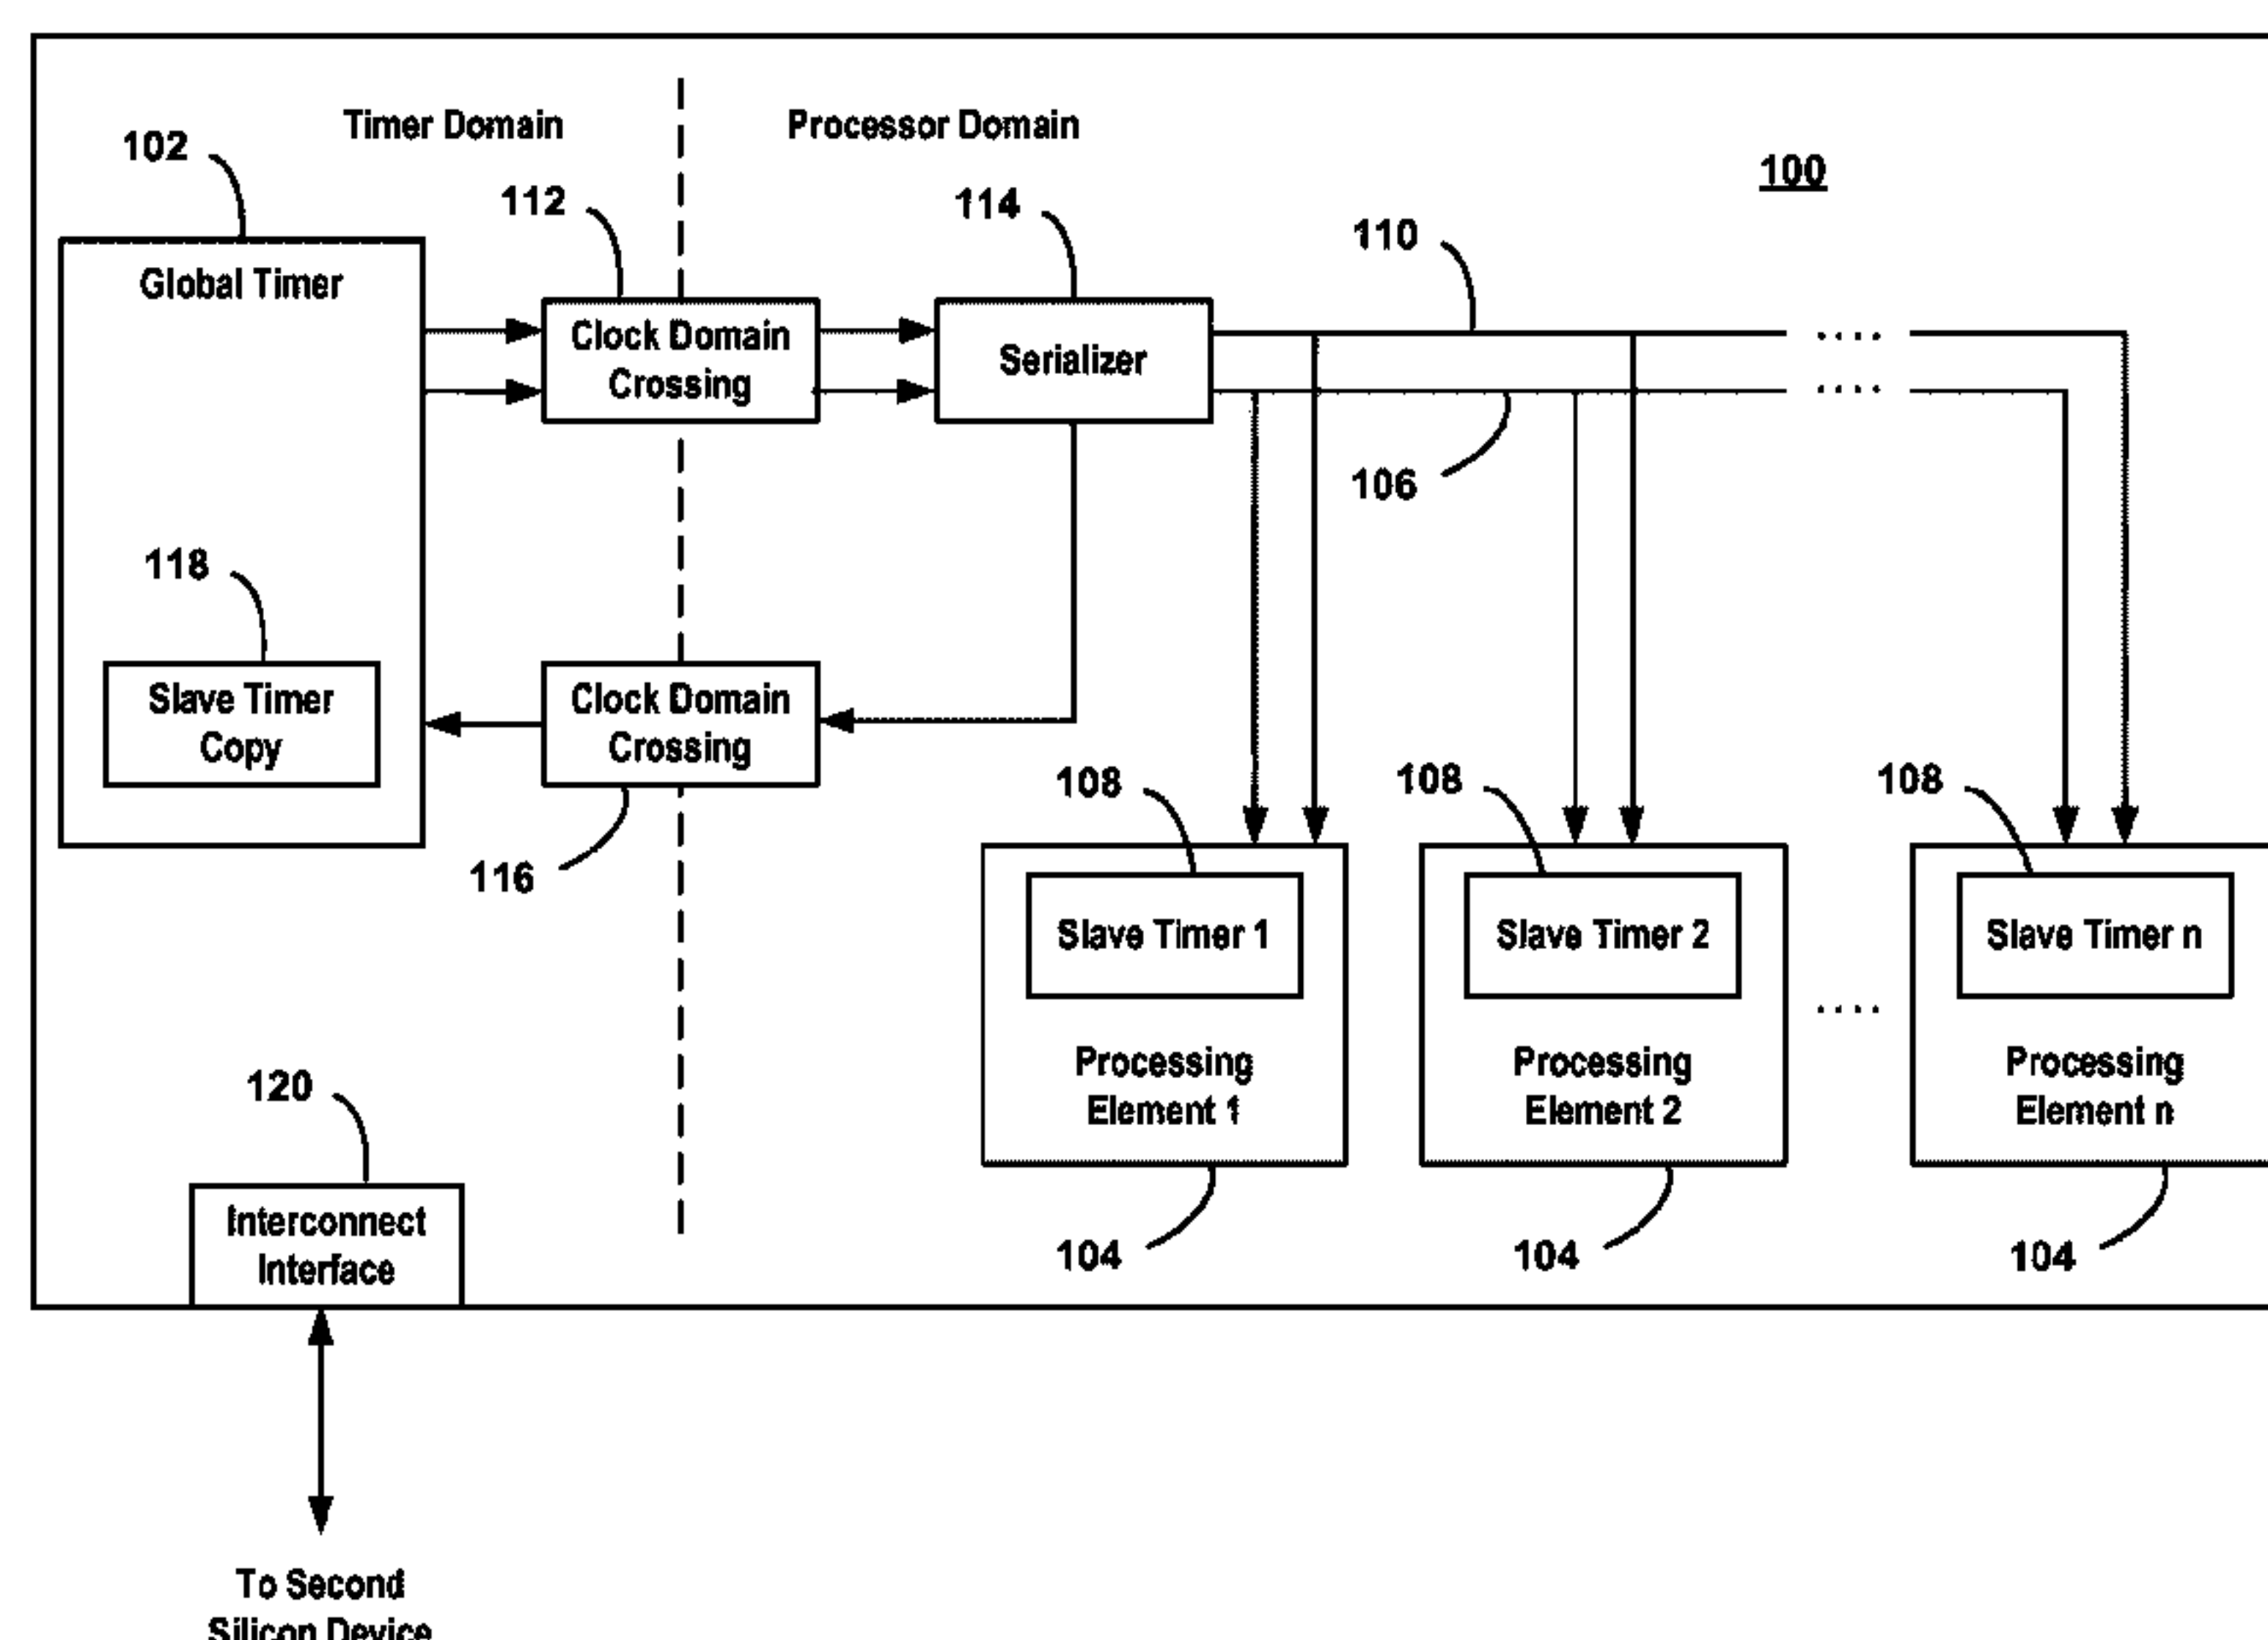 Timer Domain
Processor Domain
102
112
114
100
110
Global Timer
Clock Domain
Crossing
Serializer
....
....
106
118
Slave Timer
Copy
Clock Domain
Crossing
116
108
108
108
Slave Timer 1
Slave Timer 2
Slave Timer n
....
Processing
Element 1
Processing
Element 2
Processing
Element n
120
104
104
104
Interconnect
Interface
To Second
Silicon Device